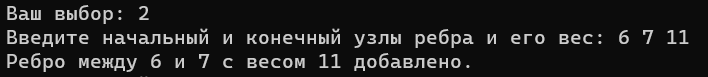 Ваш выбор: 2
Введите начальный и конечный узлы ребра и его вес: 6 7 11
Ребро между 6 и 7 с весом 11 добавлено.